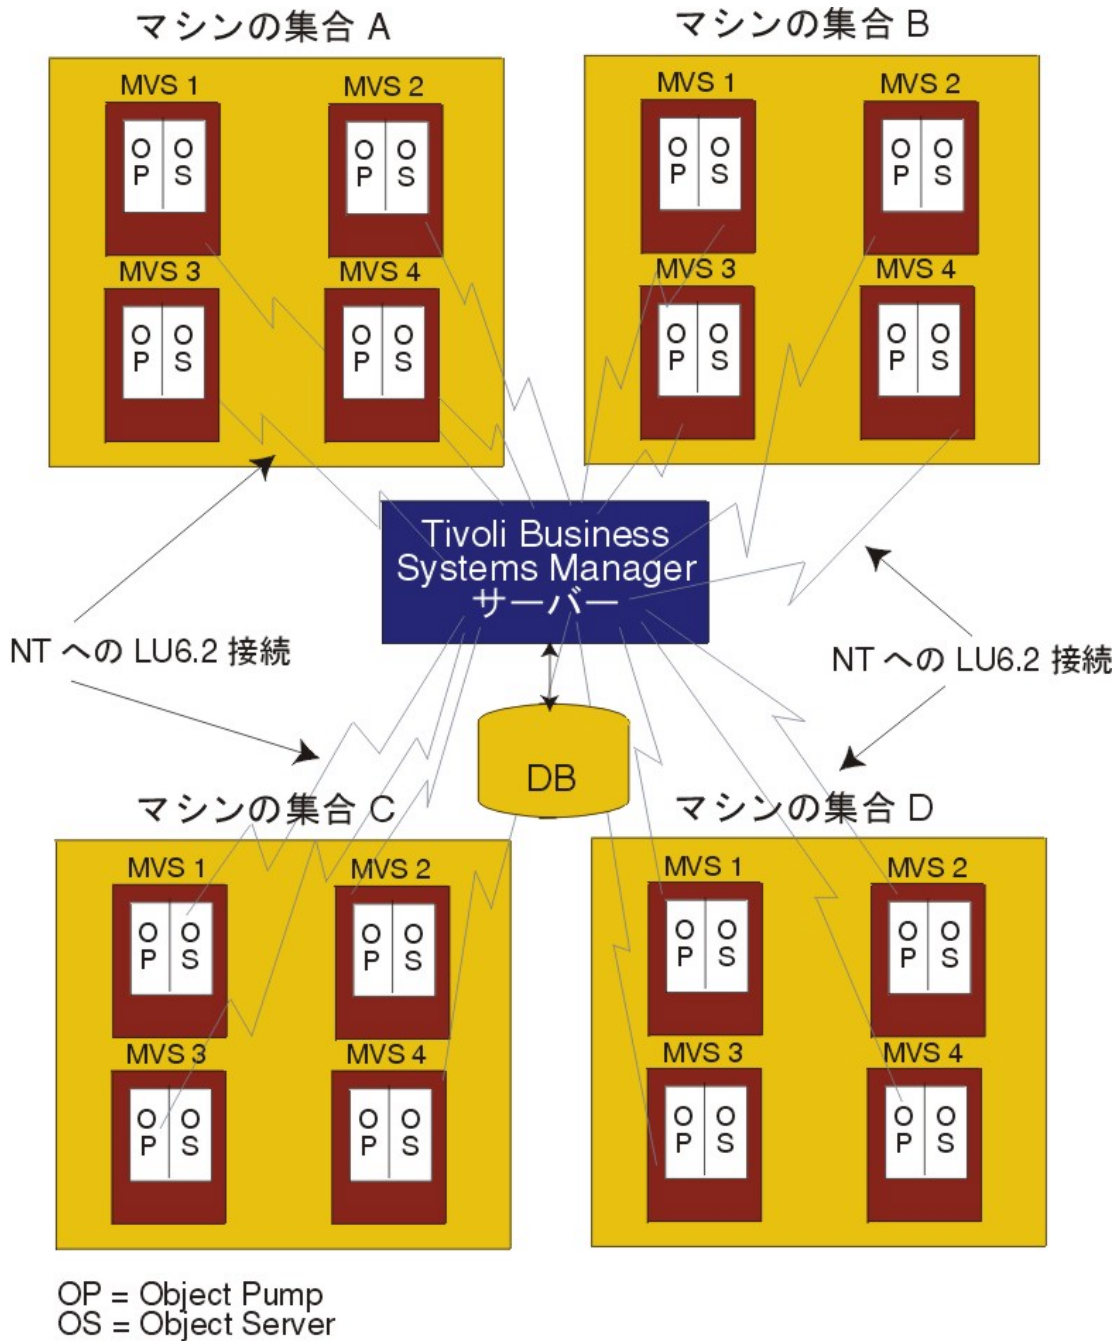 マシンの集合 A
マシンの集合 B
MVS 1
MVS 2
MVS 1
MVS 2
O O
P S
O O
P S
O O
P S
O O
P S
MVS 3
MVS 4
MVS 3
MVS 4
O O
P S
O O
P S
O O
P S
O O
P S
Tivoli Business
Systems Manager
サーバー
NT への LU6.2 接続
NT への LU6.2 接続
DB
マシンの集合 C
マシンの集合 D
MVS 1
MVS 2
MVS 1
MVS 2
O O
P S
O O
P S
O O
P S
O O
P S
MVS 3
MVS 4
MVS 3
MVS 4
O O
P S
O O
P S
O O
P S
O O
P S
OP = Object Pump
OS = Object Server